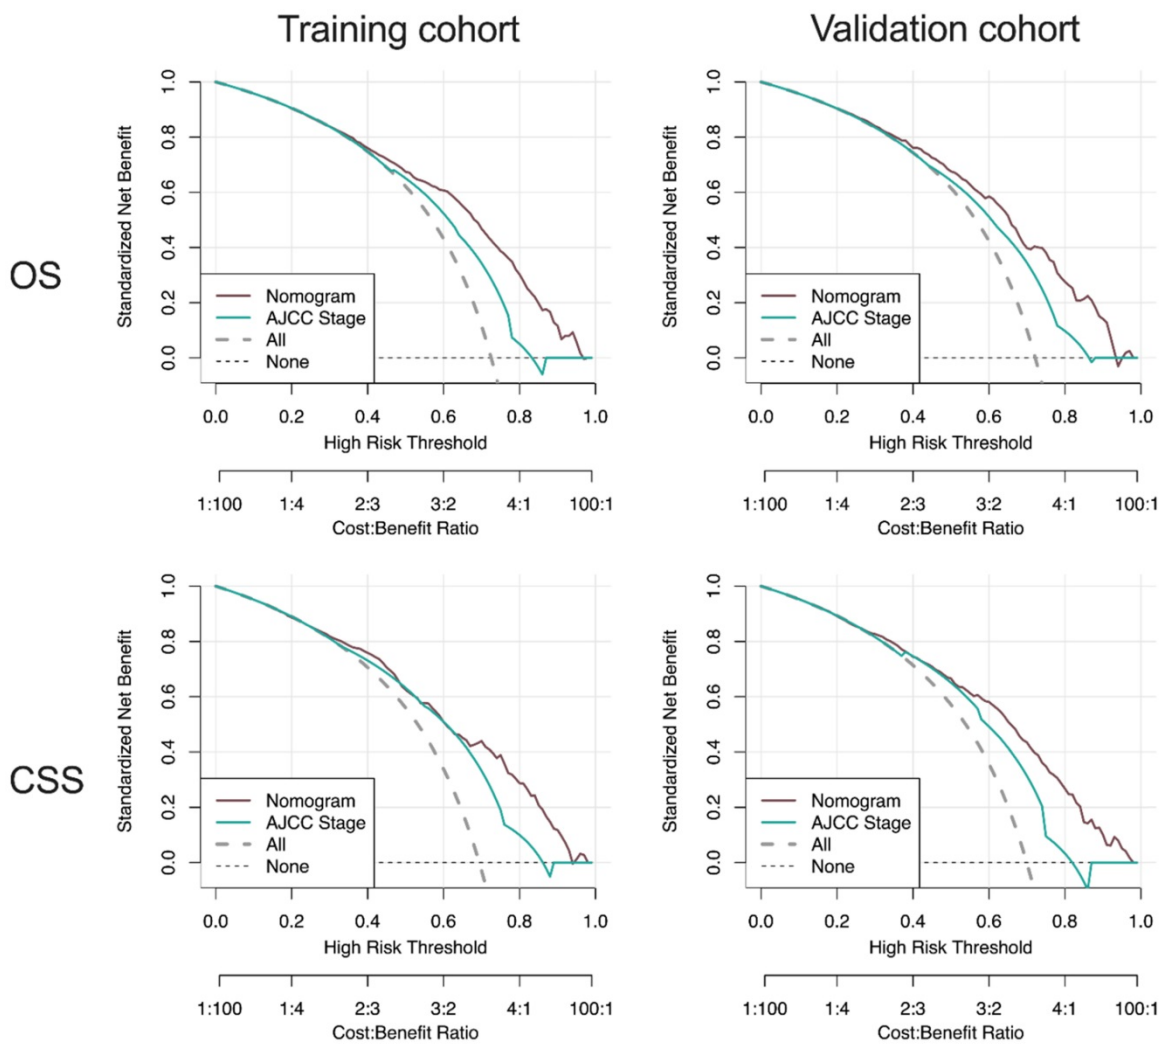 Training cohort
Validation cohort
OS
Standardized Net Benefit
1.0
0.8
0.6
0.4
0.2
0.0
Nomogram
AJCC Stage
All
None
0.0 0.2 0.4 0.6 0.8 1.0
High Risk Threshold
1:100 1:4 2:3 3:2 4:1 100:1
Cost:Benefit Ratio
Standardized Net Benefit
1.0
0.8
0.6
0.4
0.2
0.0
Nomogram
AJCC Stage
All
None
0.0 0.2 0.4 0.6 0.8 1.0
High Risk Threshold
1:100 1:4 2:3 3:2 4:1 100:1
Cost:Benefit Ratio
CSS
Standardized Net Benefit
1.0
0.8
0.6
0.4
0.2
0.0
Nomogram
AJCC Stage
All
None
0.0 0.2 0.4 0.6 0.8 1.0
High Risk Threshold
1:100 1:4 2:3 3:2 4:1 100:1
Cost:Benefit Ratio
Standardized Net Benefit
1.0
0.8
0.6
0.4
0.2
0.0
Nomogram
AJCC Stage
All
None
0.0 0.2 0.4 0.6 0.8 1.0
High Risk Threshold
1:100 1:4 2:3 3:2 4:1 100:1
Cost:Benefit Ratio